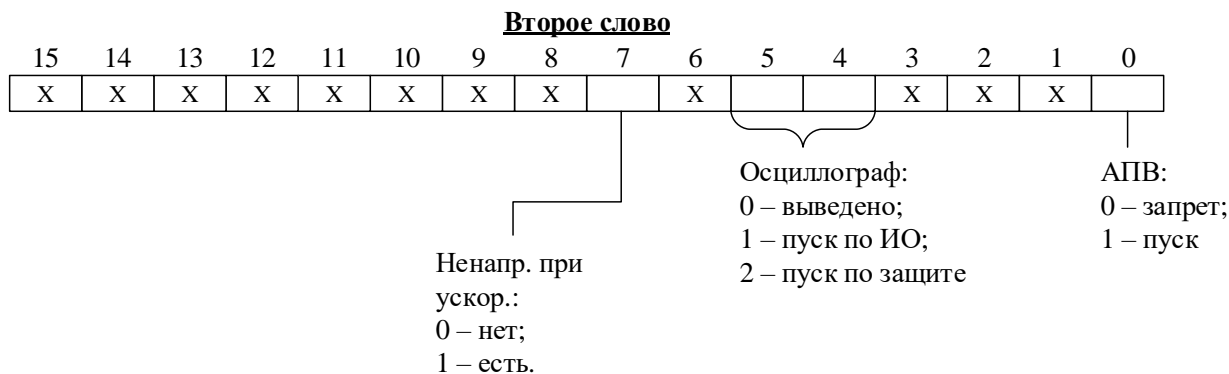 Второе слово
15 14 13 12 11 10 9 8 7 6 5 4 3 2 1 0
X X X X X X X X X X X X
Осциллограф:
0 – выведено;
1 – пуск по ИО;
2 – пуск по защите
АПВ:
0 – запрет;
1 – пуск
Ненапр. при
ускор.:
0 – нет;
1 – есть.